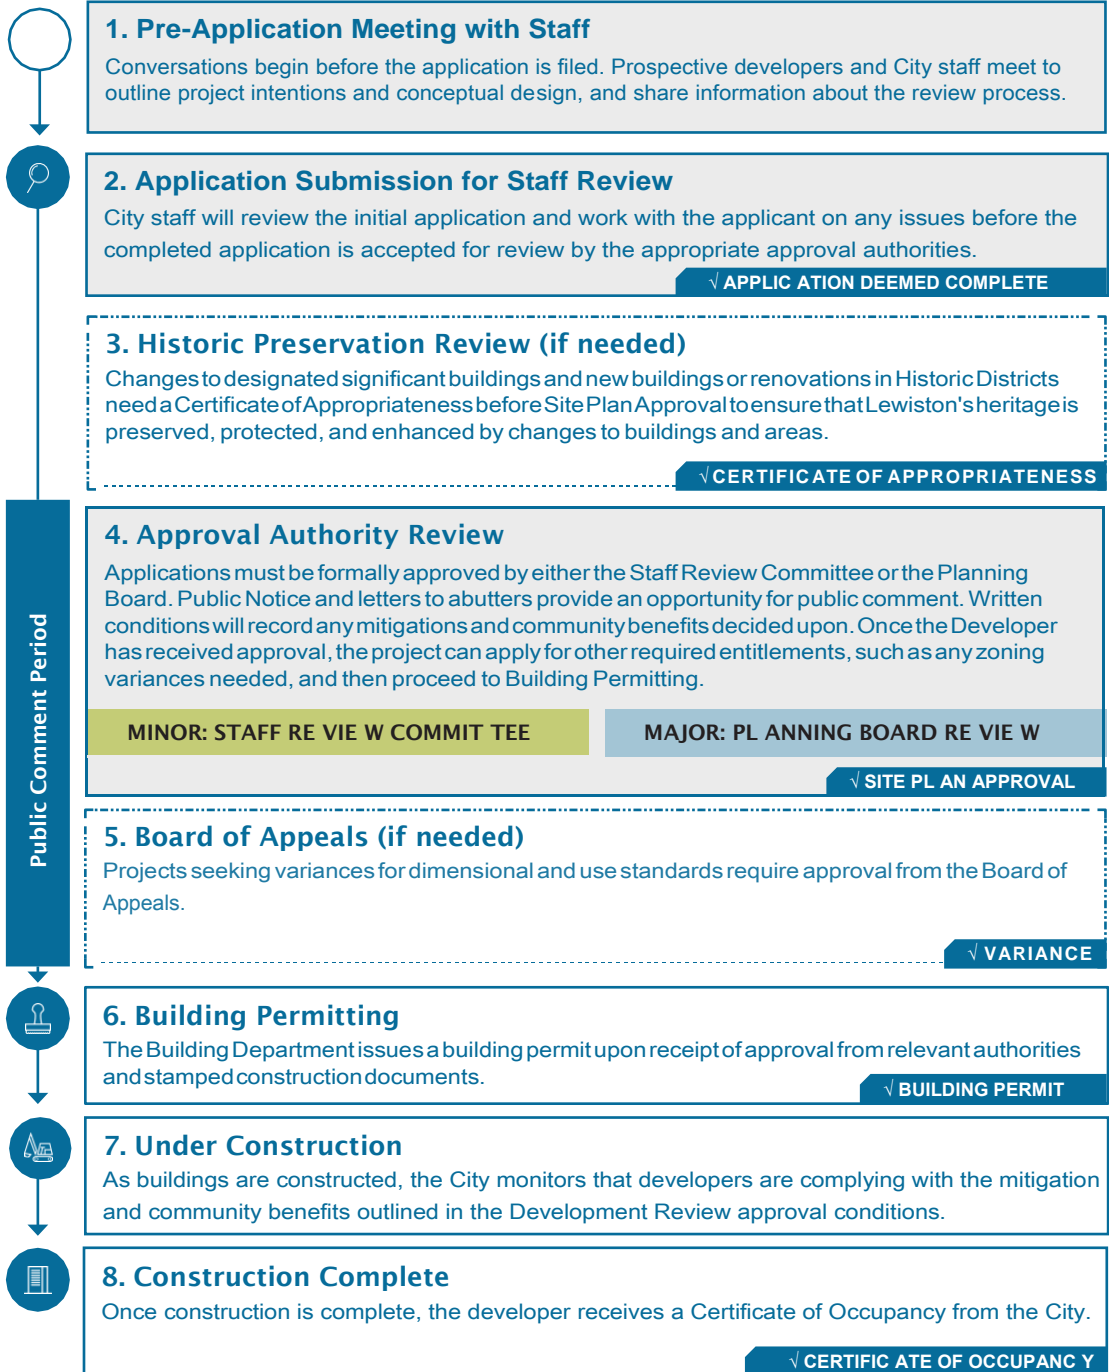 1. Pre-Application Meeting with Staff
Conversations begin before the application is filed. Prospective developers and City staff meet to
outline project intentions and conceptual design, and share information about the review process.
2. Application Submission for Staff Review
City staff will review the initial application and work with the applicant on any issues before the
completed application is accepted for review by the appropriate approval authorities.
√ APPLIC ATION DEEMED COMPLETE
3. Historic Preservation Review (if needed)
Changes to designated significant buildings and new buildings or renovations in Historic Districts
need a Certificate of Appropriateness before Site Plan Approval to ensure that Lewiston's heritage is
preserved, protected, and enhanced by changes to buildings and areas.
√ CERTIFICATE OF APPROPRIATENESS
Public Comment Period
4. Approval Authority Review
Applications must be formally approved by either the Staff Review Committee or the Planning
Board. Public Notice and letters to abutters provide an opportunity for public comment. Written
conditions will record any mitigations and community benefits decided upon. Once the Developer
has received approval, the project can apply for other required entitlements, such as any zoning
variances needed, and then proceed to Building Permitting.
MINOR: STAFF RE VIE W COMMIT TEE
MAJOR: PL ANNING BOARD RE VIE W
√ SITE PL AN APPROVAL
5. Board of Appeals (if needed)
Projects seeking variances for dimensional and use standards require approval from the Board of
Appeals.
√ VARIANCE
6. Building Permitting
The Building Department issues a building permit upon receipt of approval from relevant authorities
and stamped construction documents.
√ BUILDING PERMIT
7. Under Construction
As buildings are constructed, the City monitors that developers are complying with the mitigation
and community benefits outlined in the Development Review approval conditions.
8. Construction Complete
Once construction is complete, the developer receives a Certificate of Occupancy from the City.
√ CERTIFIC ATE OF OCCUPANC Y